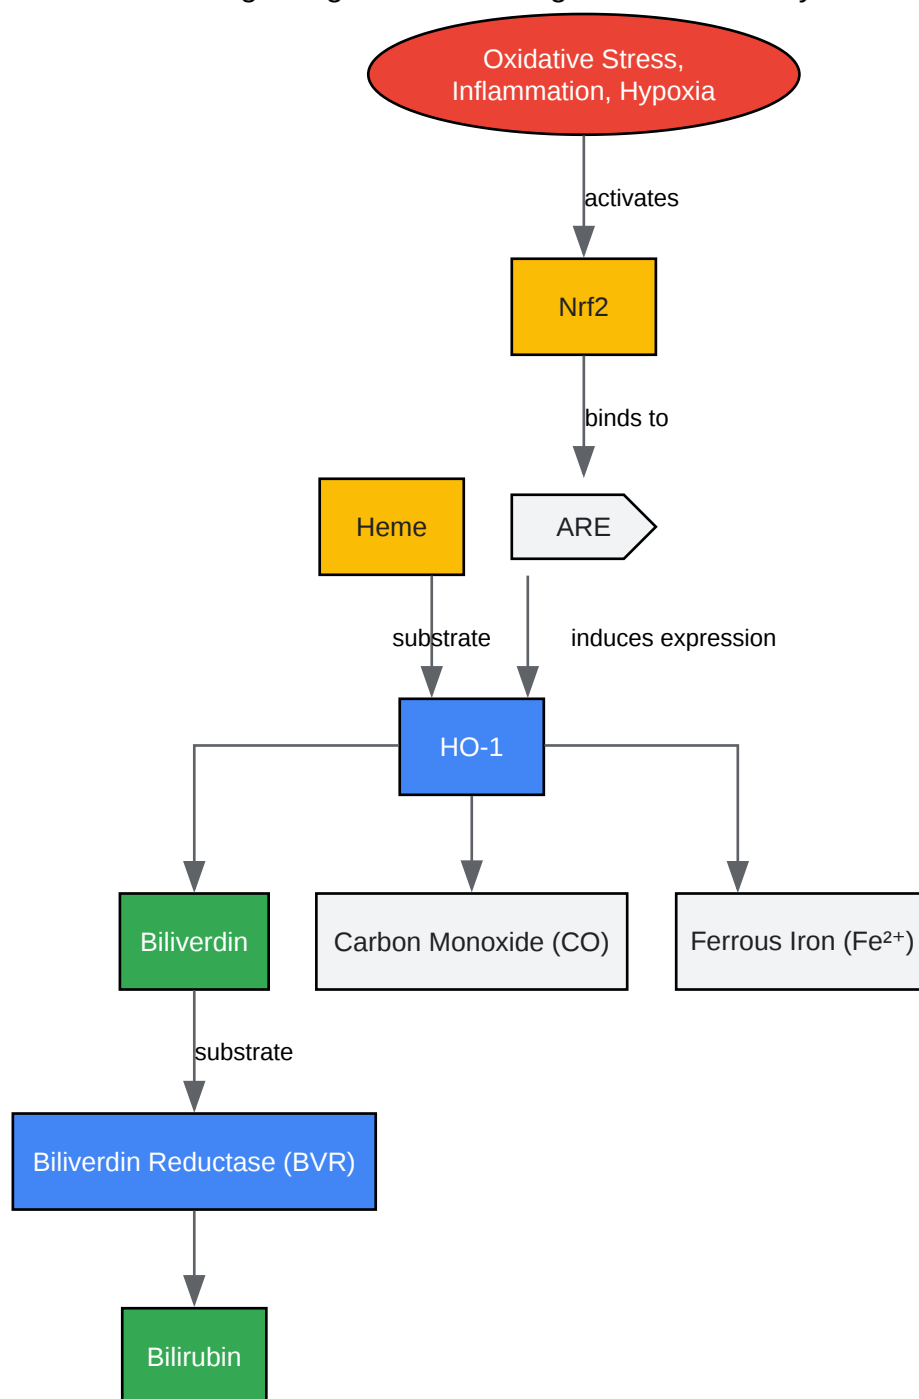 Oxidative Stress,
Inflammation, Hypoxia
activates
Nrf2
binds to
Heme
ARE
substrate
induces expression
HO-1
Biliverdin
Carbon Monoxide (CO)
Ferrous Iron (Fe²⁺)
substrate
Biliverdin Reductase (BVR)
Bilirubin